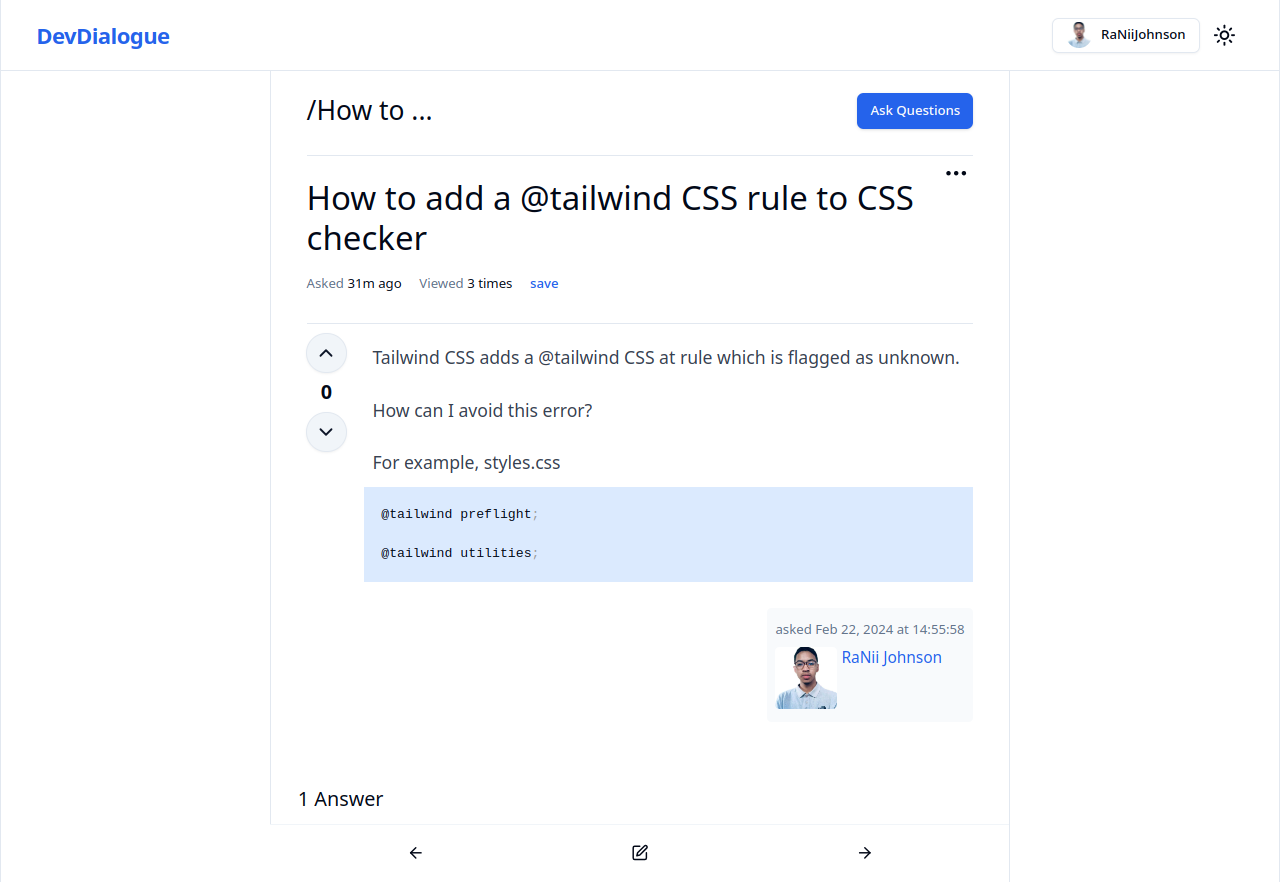 DevDialogue
RaNiiJohnson
/How to ...
Ask Questions
How to add a @tailwind CSS rule to CSS
checker
Asked 31m ago Viewed 3 times save
0
Tailwind CSS adds a @tailwind CSS at rule which is flagged as unknown.
How can I avoid this error?
For example, styles.css
@tailwind preflight;
@tailwind utilities;
asked Feb 22, 2024 at 14:55:58
RaNii Johnson
1 Answer